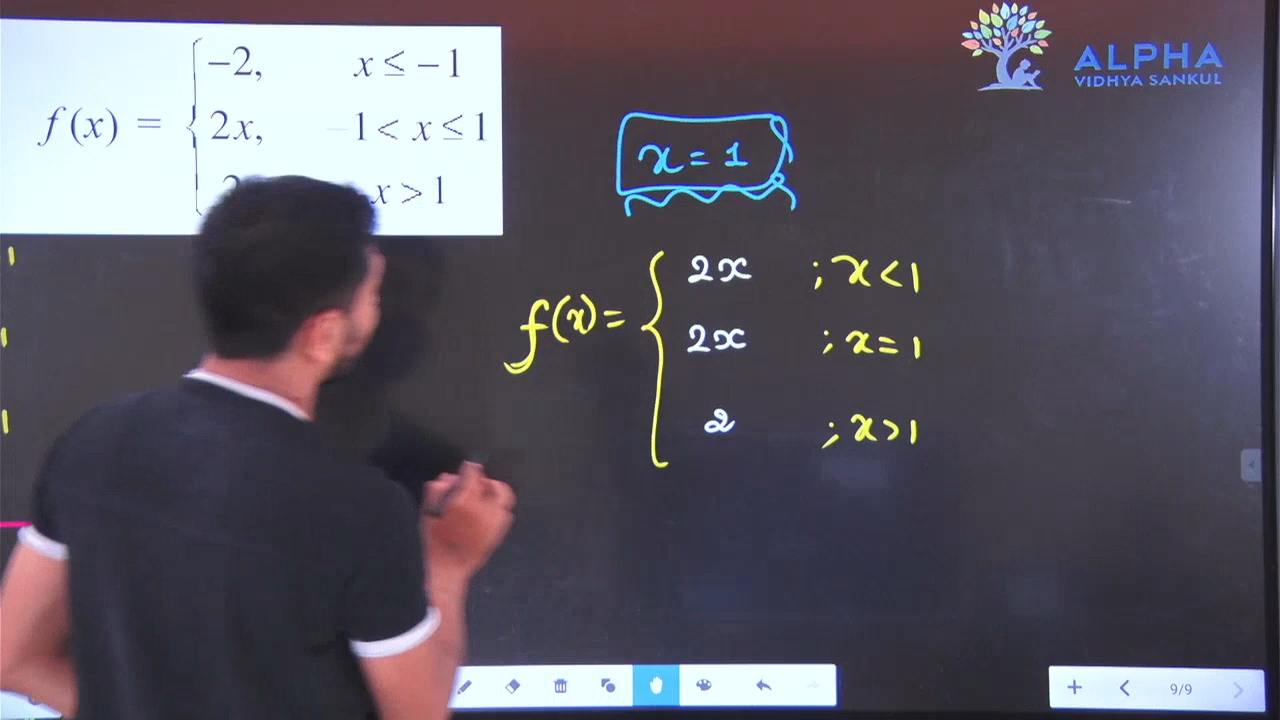 ALPHA
VIDHYA SANKUL
f(x) = { −2, x ≤ −1
2x, −1 < x ≤ 1
x > 1
x = 1
f(x) = { 2x ; x < 1
2x ; x = 1
2 ; x > 1
9/9